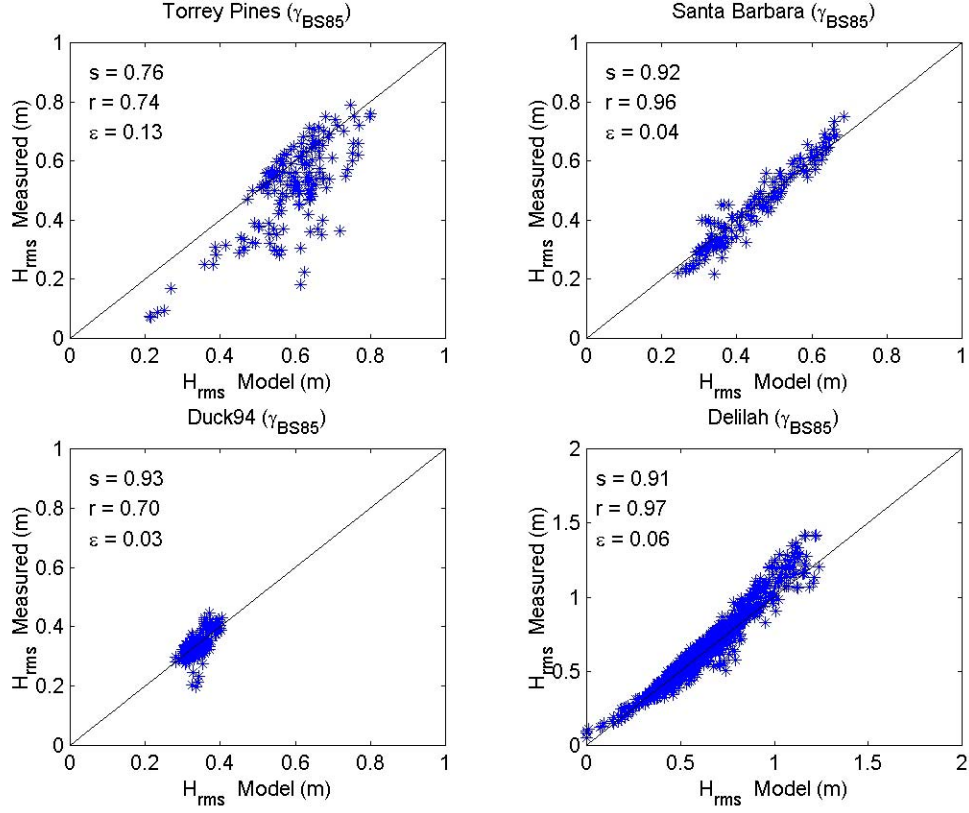 Torrey Pines (γBS85)
s = 0.76
r = 0.74
ε = 0.13
1
0.8
0.6
0.4
0.2
0
0 0.2 0.4 0.6 0.8 1
Hrms Measured (m)
Hrms Model (m)
Santa Barbara (γBS85)
s = 0.92
r = 0.96
ε = 0.04
1
0.8
0.6
0.4
0.2
0
0 0.2 0.4 0.6 0.8 1
Hrms Measured (m)
Hrms Model (m)
Duck94 (γBS85)
s = 0.93
r = 0.70
ε = 0.03
1
0.8
0.6
0.4
0.2
0
0 0.2 0.4 0.6 0.8 1
Hrms Measured (m)
Hrms Model (m)
Delilah (γBS85)
s = 0.91
r = 0.97
ε = 0.06
2
1.5
1
0.5
0
0 0.5 1 1.5 2
Hrms Measured (m)
Hrms Model (m)